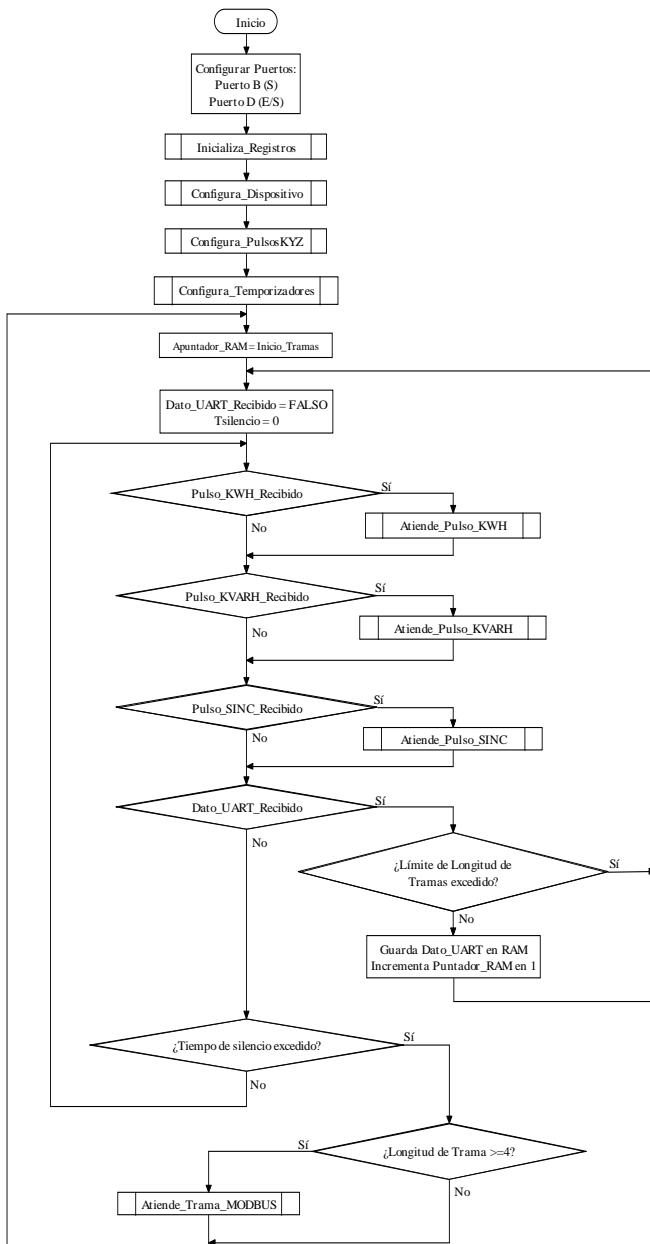 Inicio
Configurar Puertos:
Puerto B (S)
Puerto D (E/S)
Inicializa_Registros
Configura_Dispositivo
Configura_PulsosKYZ
Configura_Temporizadores
Apuntador_RAM = Inicio_Tramas
Dato_UART_Recibido = FALSO
Tsilencio = 0
Pulso_KWH_Recibido
Sí
No
Atiende_Pulso_KWH
Pulso_KVARH_Recibido
Sí
No
Atiende_Pulso_KVARH
Pulso_SINC_Recibido
Sí
No
Atiende_Pulso_SINC
Dato_UART_Recibido
Sí
No
¿Límite de Longitud de
Tramas excedido?
Sí
No
Guarda Dato_UART en RAM
Incrementa Puntador_RAM en 1
¿Tiempo de silencio excedido?
Sí
No
¿Longitud de Trama >=4?
Sí
No
Atiende_Trama_MODBUS